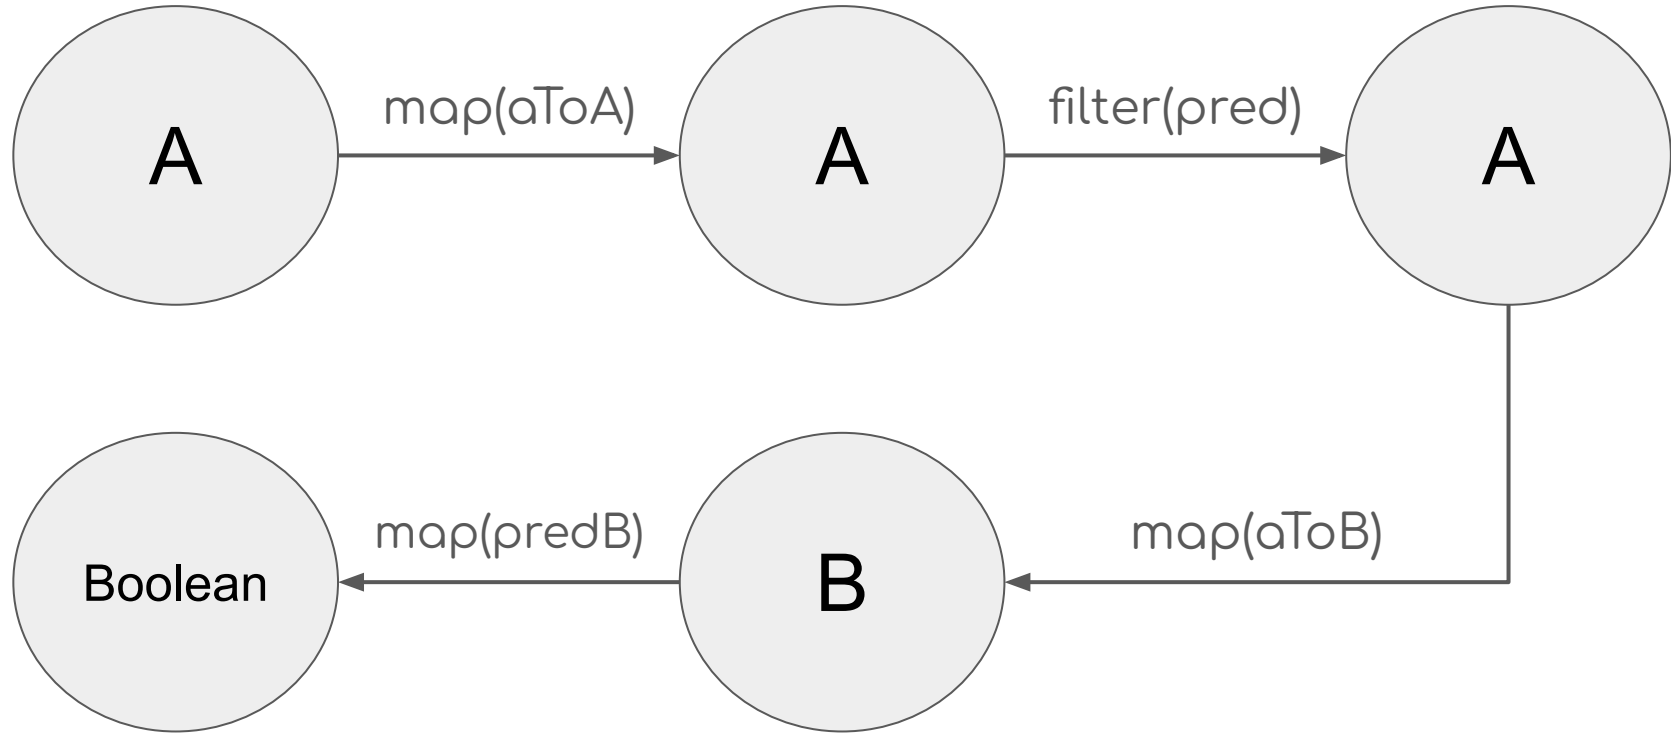 A
map(aToA)
A
filter(pred)
A
map(aToB)
B
map(predB)
Boolean